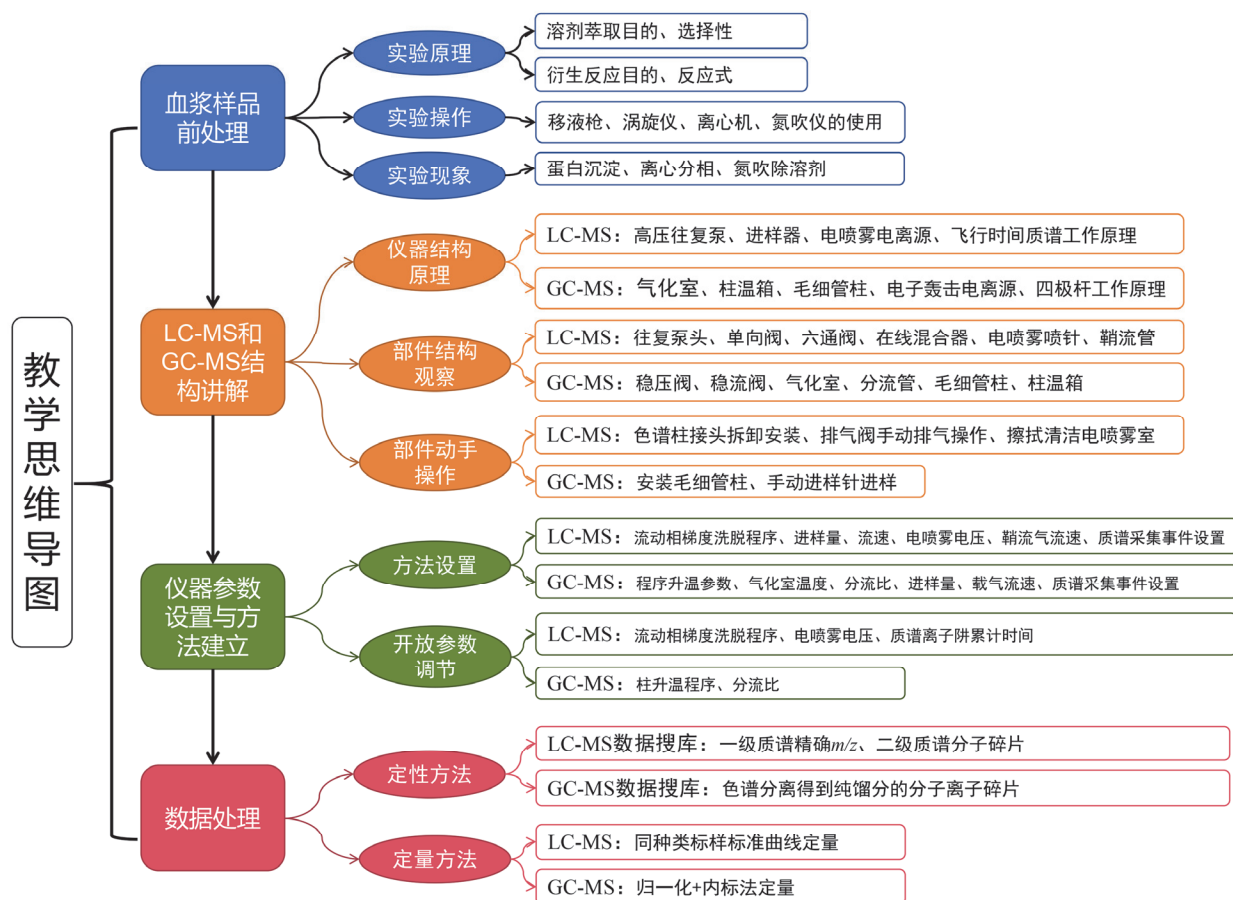 教学思维导图
血浆样品
前处理
实验原理
溶剂萃取目的、选择性
衍生反应目的、反应式
实验操作
移液枪、涡旋仪、离心机、氮吹仪的使用
实验现象
蛋白沉淀、离心分相、氮吹除溶剂
LC-MS和
GC-MS结
构讲解
仪器结构
原理
LC-MS：高压往复泵、进样器、电喷雾电离源、飞行时间质谱工作原理
GC-MS：气化室、柱温箱、毛细管柱、电子轰击电离源、四极杆工作原理
部件结构
观察
LC-MS：往复泵头、单向阀、六通阀、在线混合器、电喷雾喷针、鞘流管
GC-MS：稳压阀、稳流阀、气化室、分流管、毛细管柱、柱温箱
部件动手
操作
LC-MS：色谱柱接头拆卸安装、排气阀手动排气操作、擦拭清洁电喷雾室
GC-MS：安装毛细管柱、手动进样针进样
仪器参数
设置与方
法建立
方法设置
LC-MS：流动相梯度洗脱程序、进样量、流速、电喷雾电压、鞘流气流速、质谱采集事件设置
GC-MS：程序升温参数、气化室温度、分流比、进样量、载气流速、质谱采集事件设置
开放参数
调节
LC-MS：流动相梯度洗脱程序、电喷雾电压、质谱离子阱累计时间
GC-MS：柱升温程序、分流比
数据处理
定性方法
LC-MS数据搜库：一级质谱精确m/z、二级质谱分子碎片
GC-MS数据搜库：色谱分离得到纯馏分的分子离子碎片
定量方法
LC-MS：同种类标样标准曲线定量
GC-MS：归一化+内标法定量